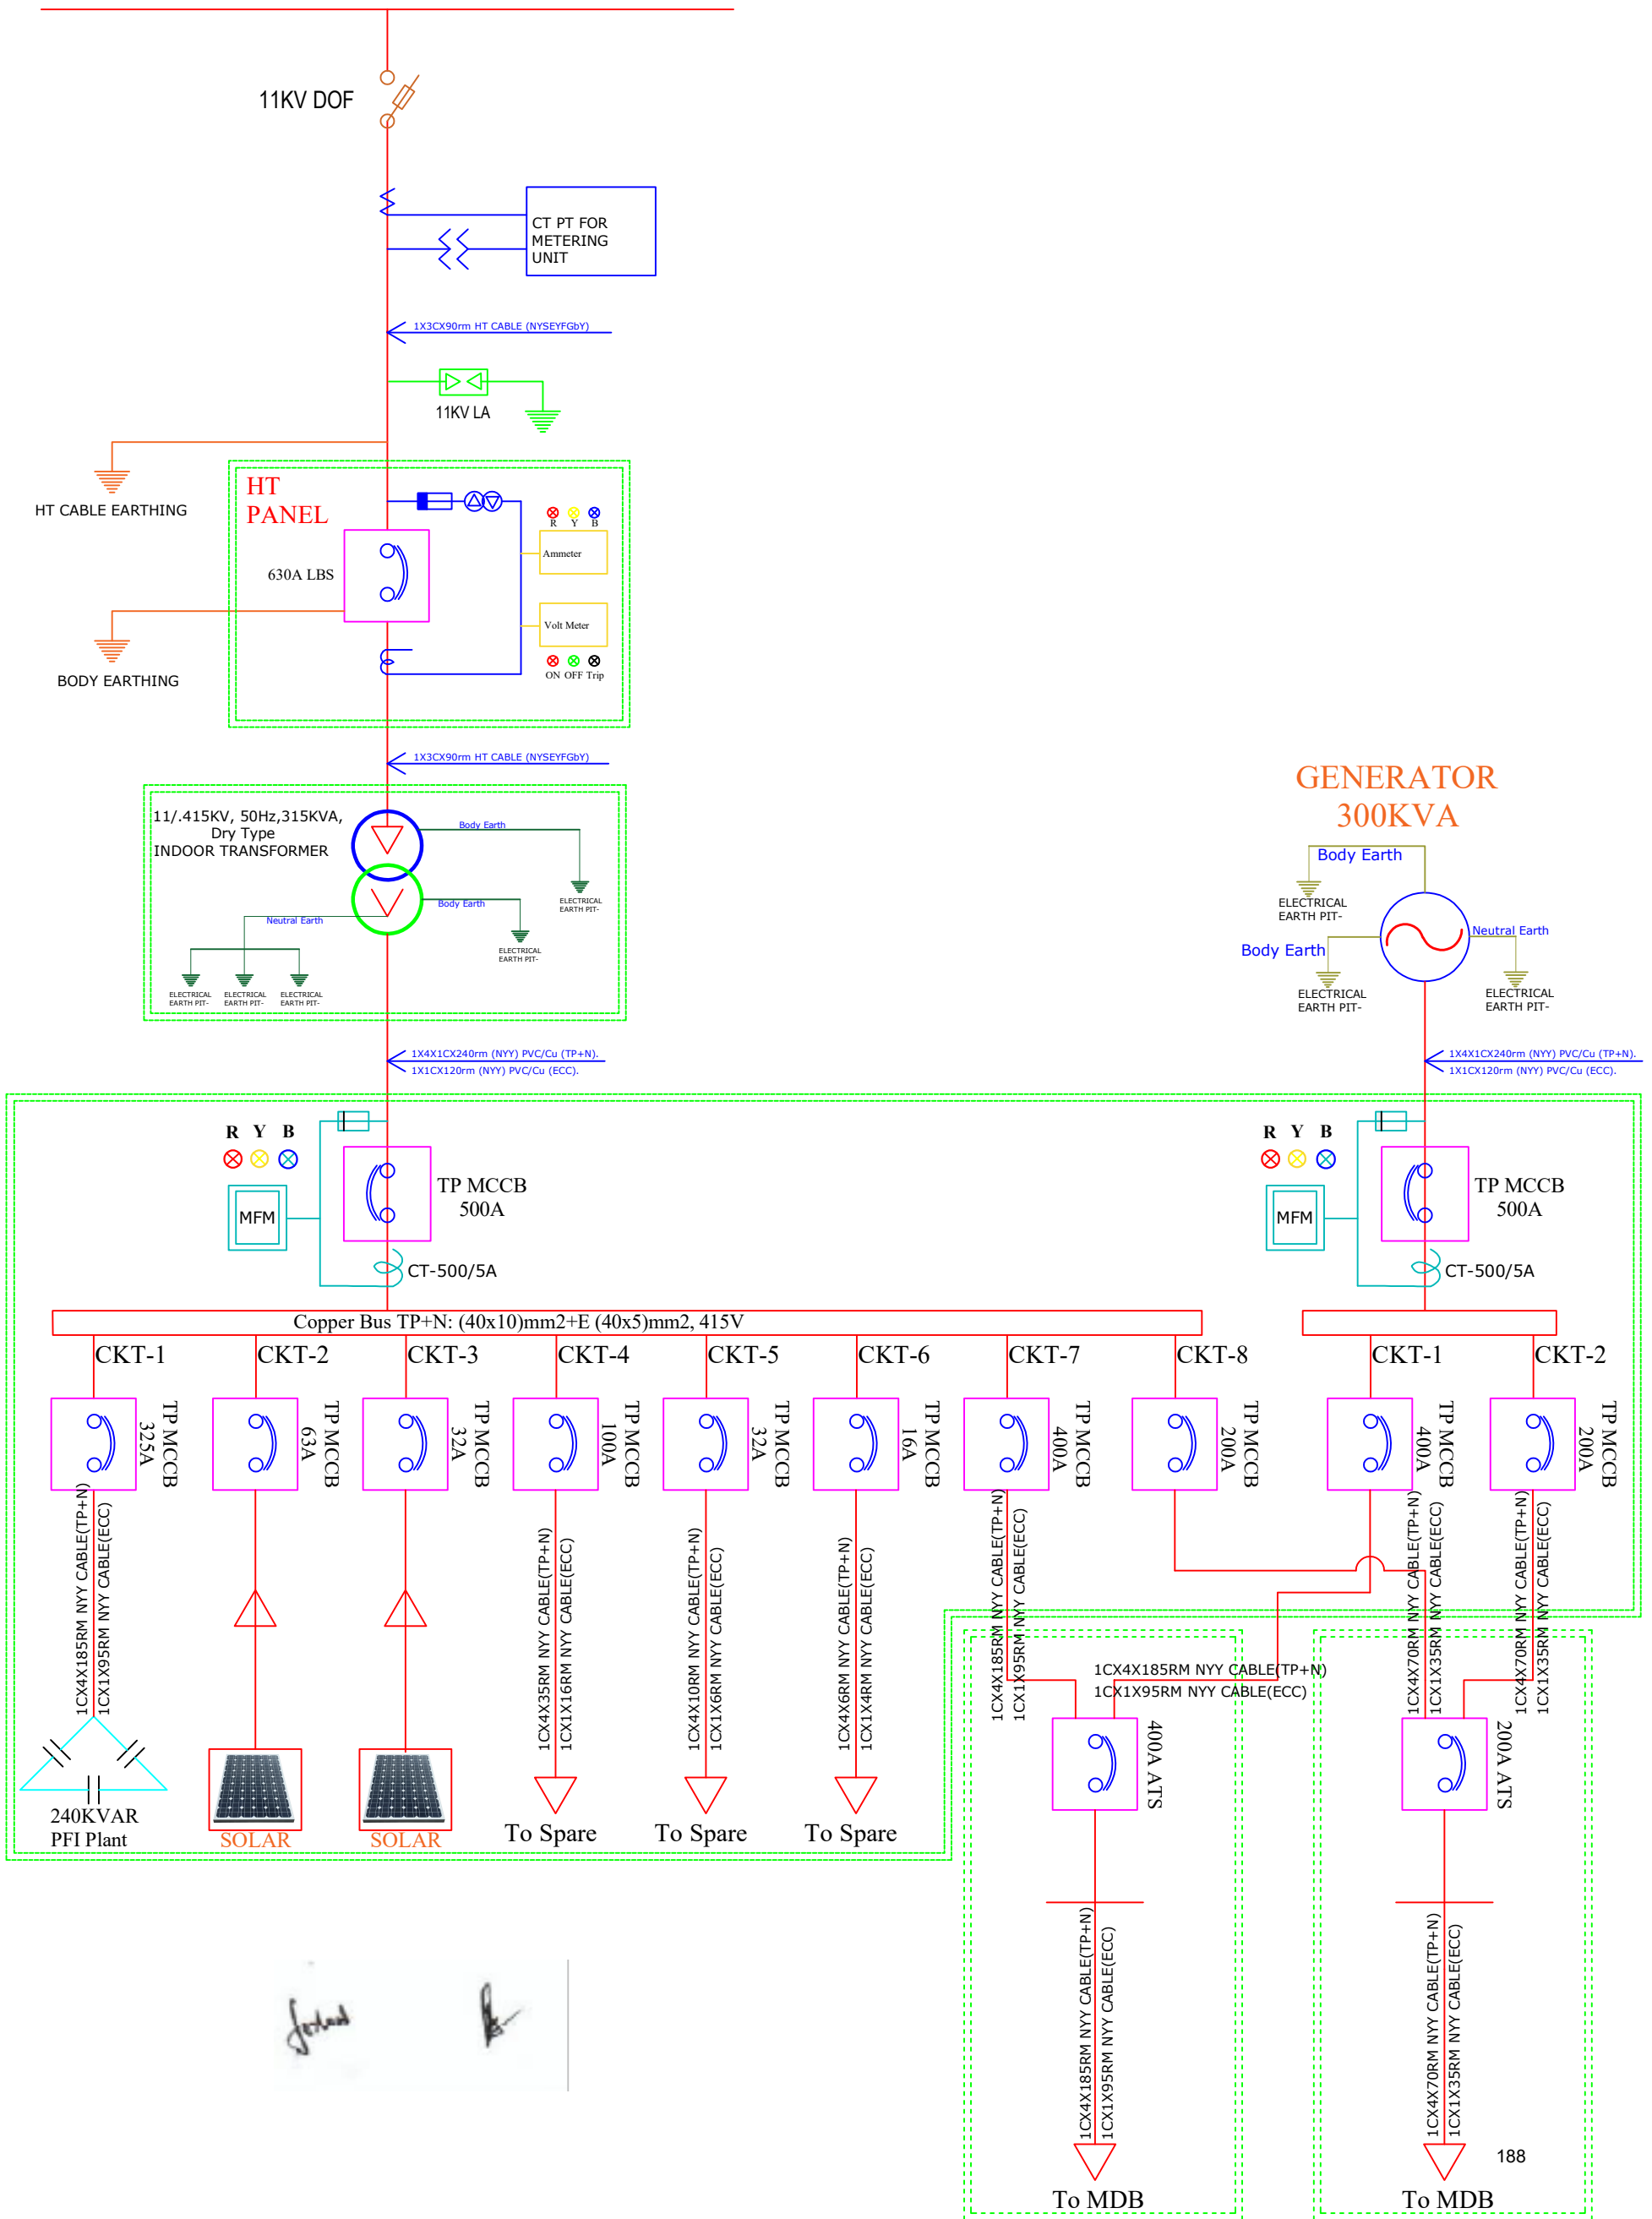 11KV DOF
CT PT FOR
METERING
UNIT
1X3CX90rm HT CABLE (NYSEYFGbY)
11KV LA
HT CABLE EARTHING
HT
PANEL
R Y B
Ammeter
630A LBS
Volt Meter
ON OFF Trip
BODY EARTHING
1X3CX90rm HT CABLE (NYSEYFGbY)
11/.415KV, 50Hz,315KVA,
Dry Type
INDOOR TRANSFORMER
Body Earth
ELECTRICAL
EARTH PIT-
Body Earth
ELECTRICAL
EARTH PIT-
Neutral Earth
ELECTRICAL
EARTH PIT-
ELECTRICAL
EARTH PIT-
ELECTRICAL
EARTH PIT-
GENERATOR
300KVA
Body Earth
ELECTRICAL
EARTH PIT-
Body Earth
ELECTRICAL
EARTH PIT-
Neutral Earth
ELECTRICAL
EARTH PIT-
1X4X1CX240rm (NYY) PVC/Cu (TP+N).
1X1CX120rm (NYY) PVC/Cu (ECC).
1X4X1CX240rm (NYY) PVC/Cu (TP+N).
1X1CX120rm (NYY) PVC/Cu (ECC).
R Y B
MFM
TP MCCB
500A
CT-500/5A
R Y B
MFM
TP MCCB
500A
CT-500/5A
Copper Bus TP+N: (40x10)mm2+E (40x5)mm2, 415V
CKT-1
CKT-2
CKT-3
CKT-4
CKT-5
CKT-6
CKT-7
CKT-8
CKT-1
CKT-2
TP MCCB
325A
TP MCCB
63A
TP MCCB
32A
TP MCCB
100A
TP MCCB
32A
TP MCCB
16A
TP MCCB
400A
TP MCCB
200A
TP MCCB
400A
TP MCCB
200A
1CX4X185RM NYY CABLE(TP+N)
1CX1X95RM NYY CABLE(ECC)
1CX4X35RM NYY CABLE(TP+N)
1CX1X16RM NYY CABLE(ECC)
1CX4X10RM NYY CABLE(TP+N)
1CX1X6RM NYY CABLE(ECC)
1CX4X6RM NYY CABLE(TP+N)
1CX1X4RM NYY CABLE(ECC)
1CX4X185RM NYY CABLE(TP+N)
1CX1X95RM NYY CABLE(ECC)
1CX4X185RM NYY CABLE(TP+N)
1CX1X95RM NYY CABLE(ECC)
1CX4X70RM NYY CABLE(TP+N)
1CX1X35RM NYY CABLE(ECC)
1CX4X70RM NYY CABLE(TP+N)
1CX1X35RM NYY CABLE(ECC)
240KVAR
PFI Plant
SOLAR
SOLAR
To Spare
To Spare
To Spare
400A ATS
200A ATS
1CX4X185RM NYY CABLE(TP+N)
1CX1X95RM NYY CABLE(ECC)
1CX4X70RM NYY CABLE(TP+N)
1CX1X35RM NYY CABLE(ECC)
188
To MDB
To MDB